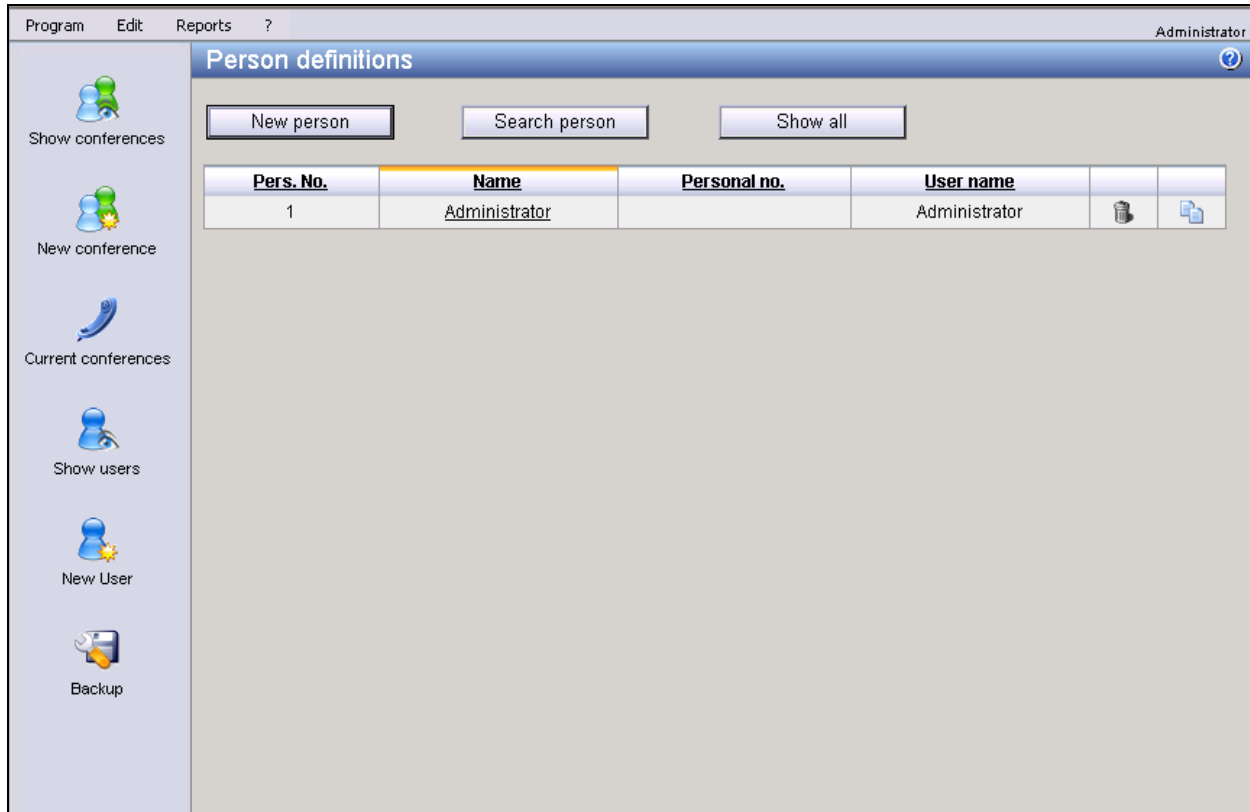 Program Edit Reports ?
Administrator
Person definitions
Show conferences
New conference
Current conferences
Show users
New User
Backup
New person Search person Show all
Pers. No. Name Personal no. User name
1 Administrator Administrator